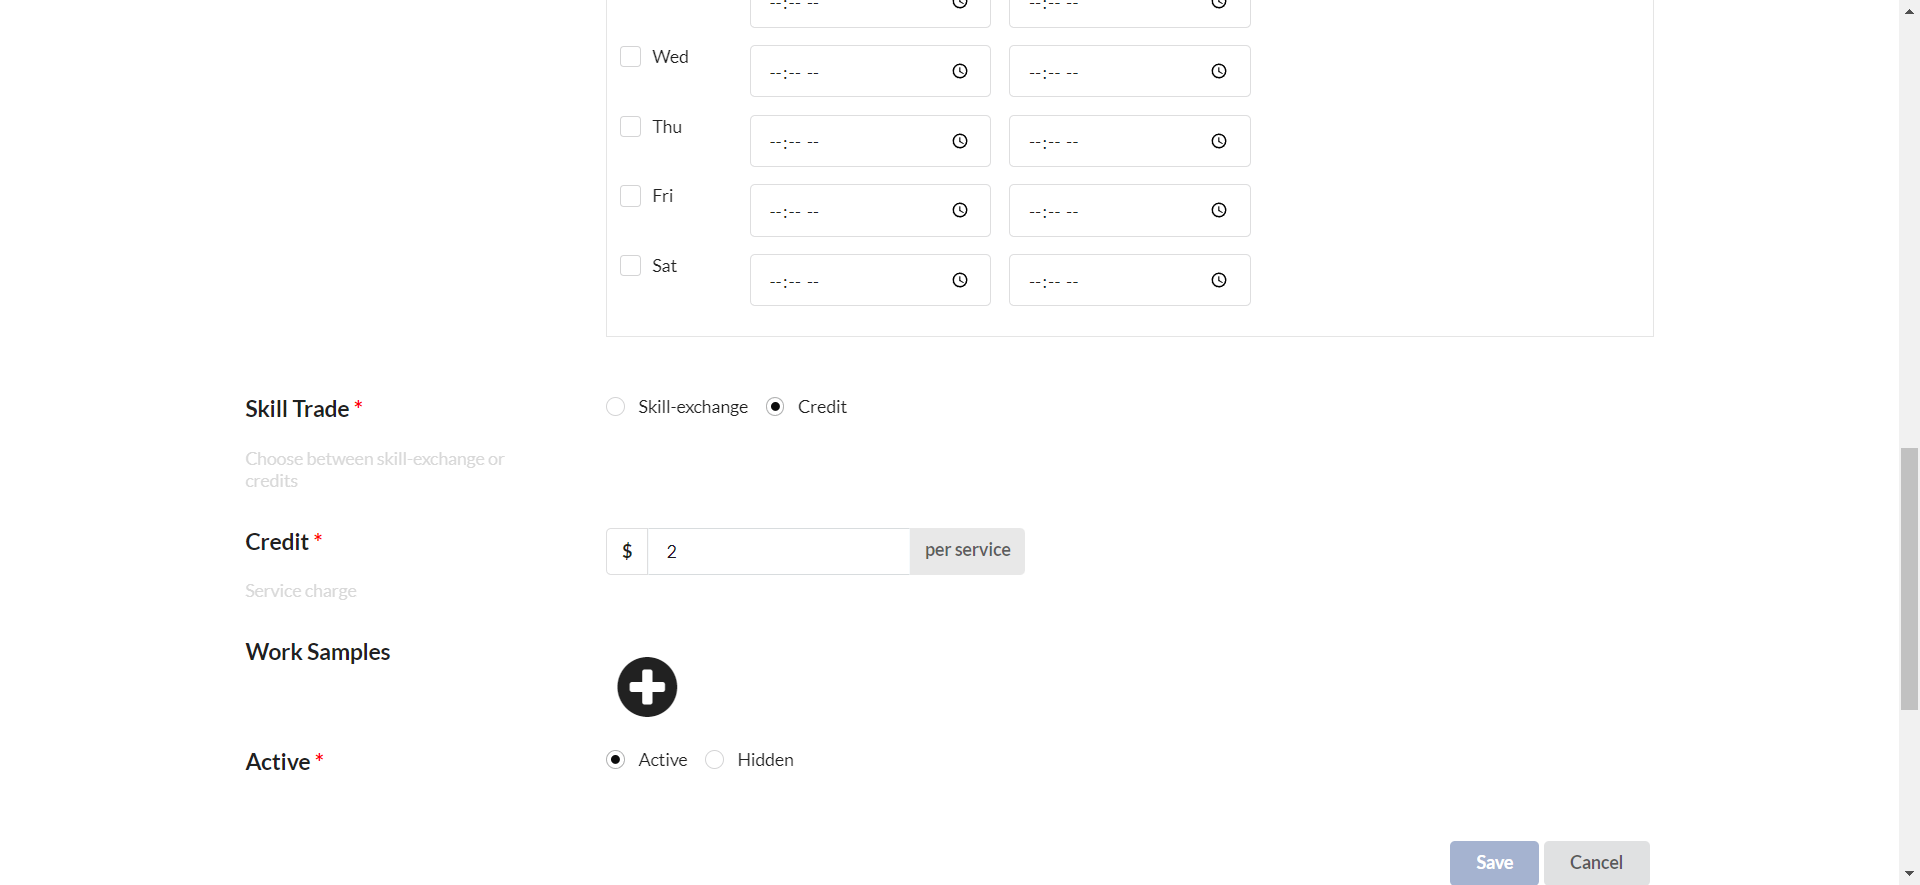 --:-- -- --:-- --
Wed --:-- -- --:-- --
Thu --:-- -- --:-- --
Fri --:-- -- --:-- --
Sat --:-- -- --:-- --
Skill Trade * Skill-exchange Credit
Choose between skill-exchange or
credits
Credit * $ 2 per service
Service charge
Work Samples
Active * Active Hidden
Save Cancel